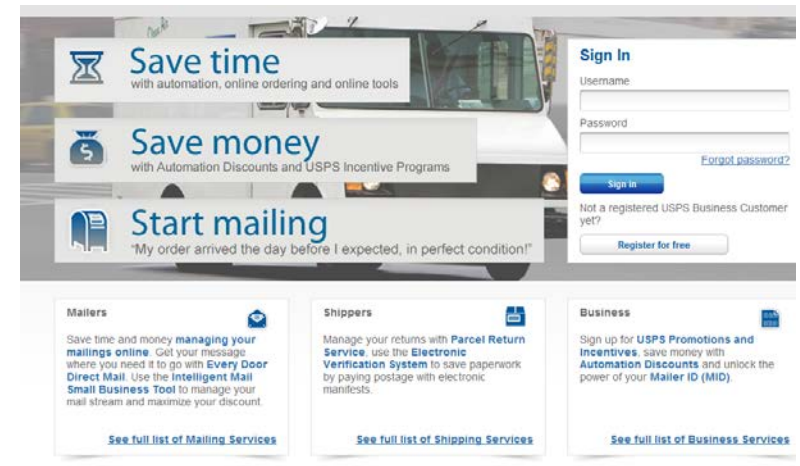 Save time
with automation, online ordering and online tools
Save money
with Automation Discounts and USPS Incentive Programs
Start mailing
"My order arrived the day before I expected, in perfect condition!"
Sign In
Username
Password
Forgot password?
Sign in
Not a registered USPS Business Customer
yet?
Register for free
Mailers
Save time and money managing your
mailings online. Get your message
where you need it to go with Every Door
Direct Mail. Use the Intelligent Mail
Small Business Tool to manage your
mail stream and maximize your discount.
See full list of Mailing Services
Shippers
Manage your returns with Parcel Return
Service, use the Electronic
Verification System to save paperwork
by paying postage with electronic
manifests.
See full list of Shipping Services
Business
Sign up for USPS Promotions and
Incentives, save money with
Automation Discounts and unlock the
power of your Mailer ID (MID).
See full list of Business Services